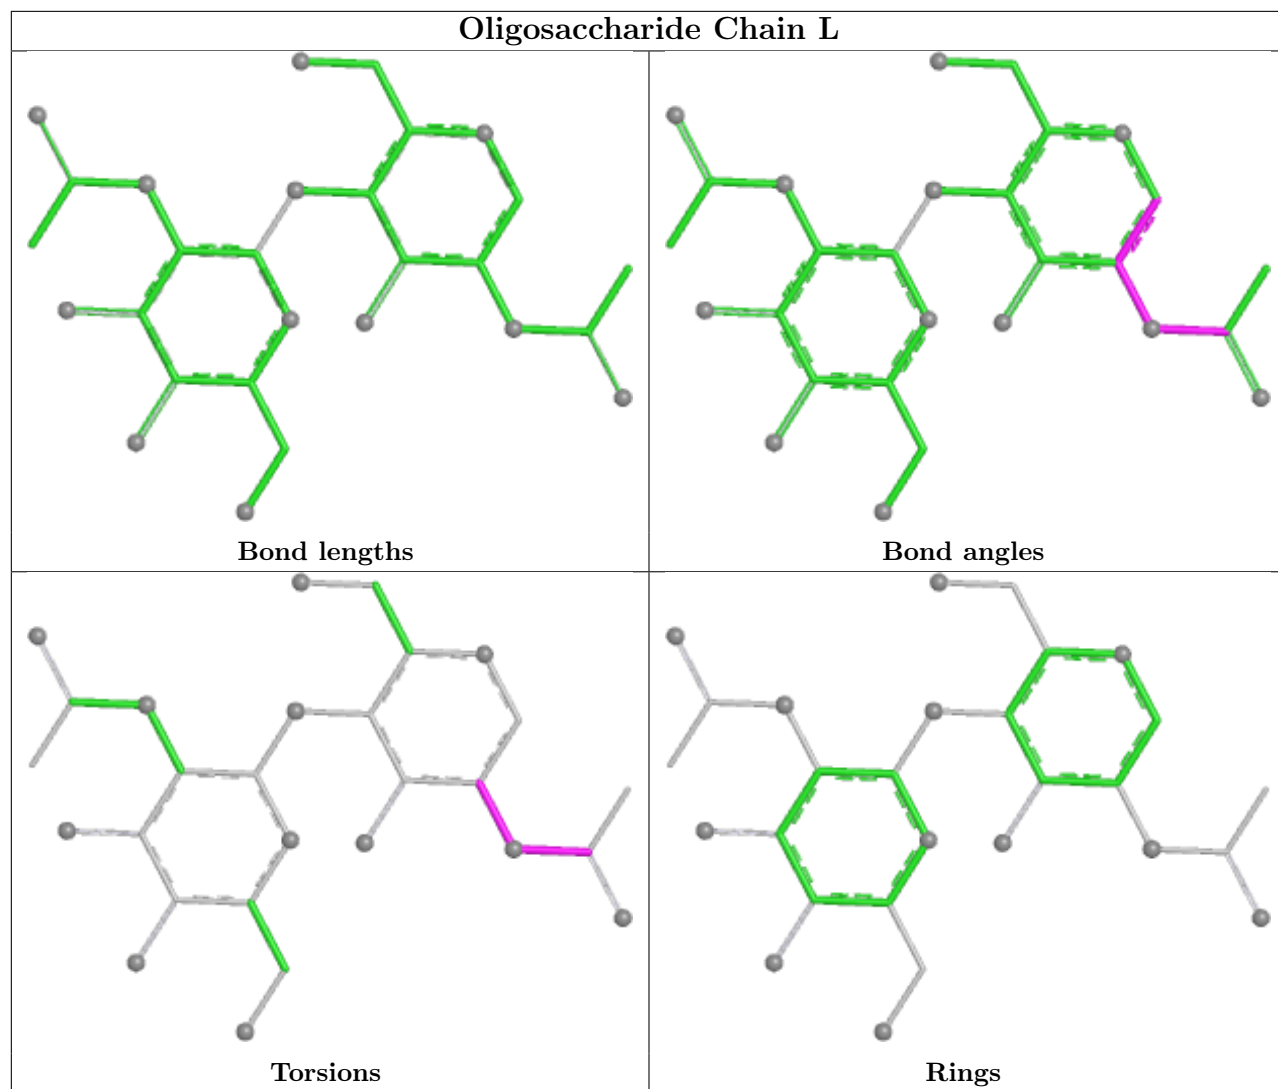 Oligosaccharide Chain L
Bond lengths
Bond angles
Torsions
Rings